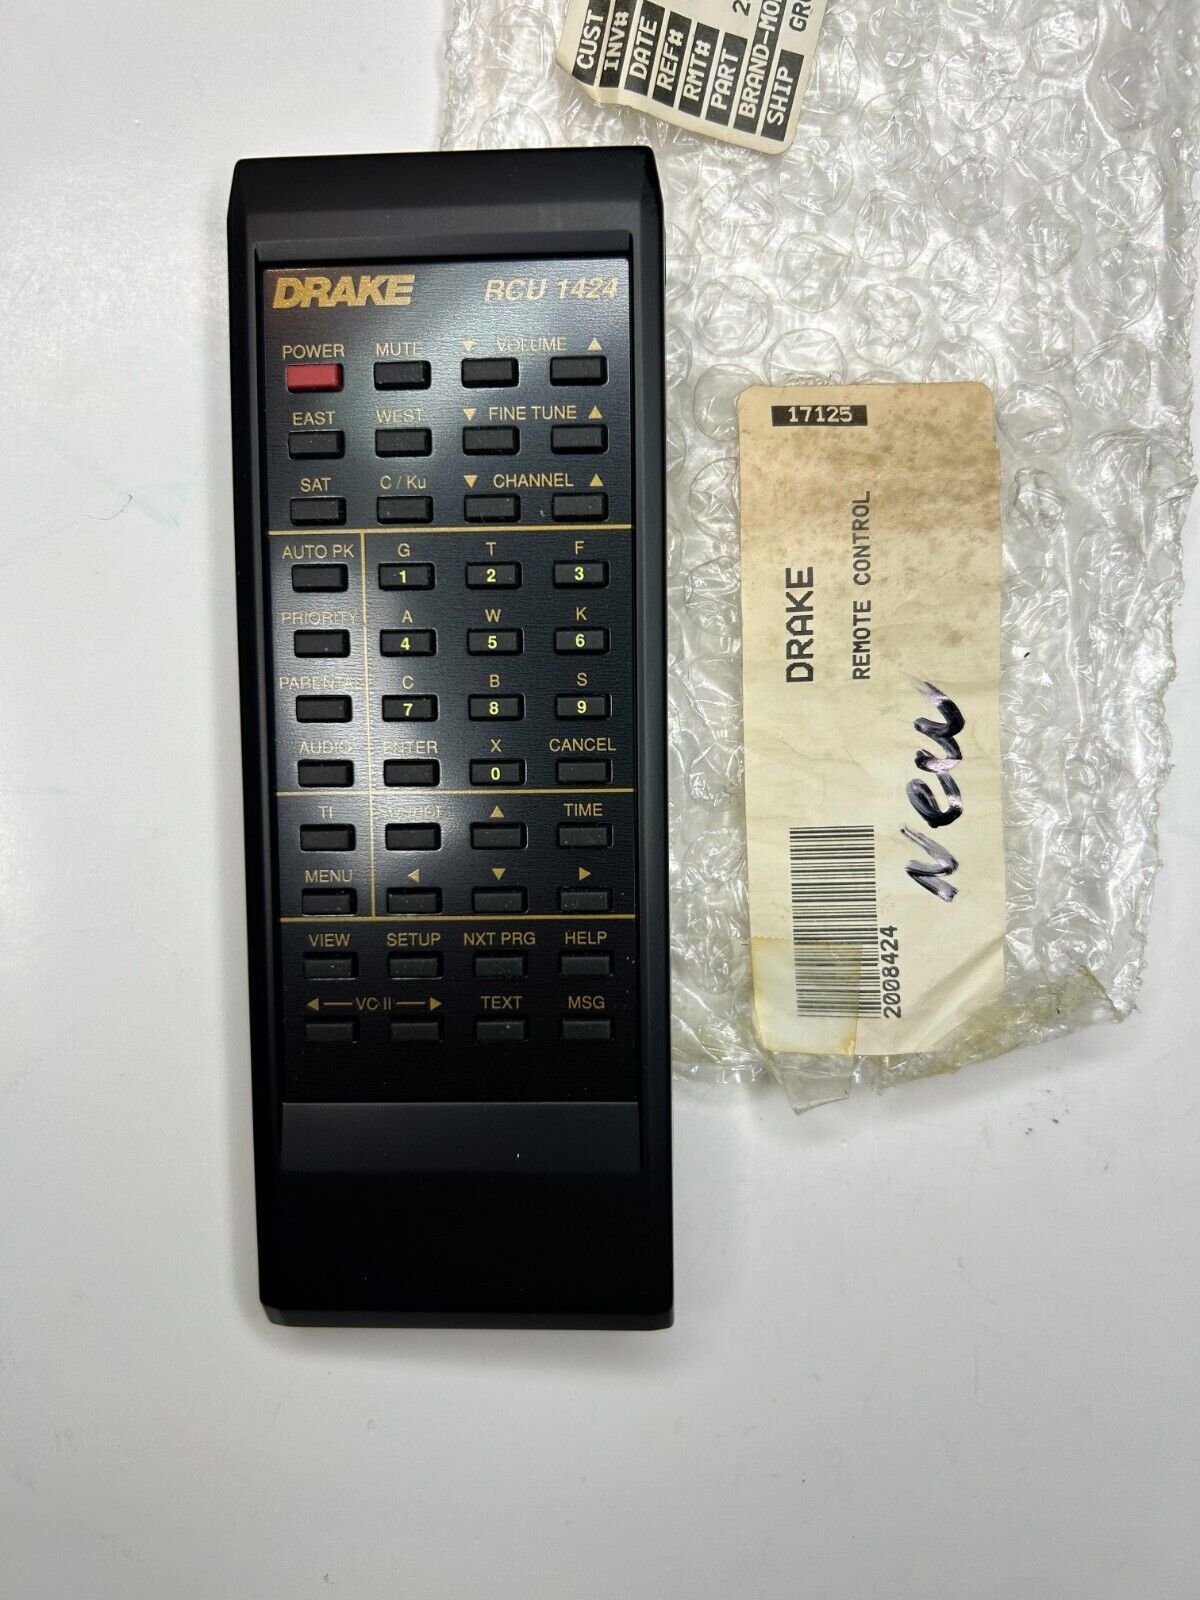 CUST
INV#
DATE
REF#
RMT#
PART 2
BRAND-MO
SHIP GR
DRAKE RCU 1424
POWER MUTE ▼ VOLUME ▲
EAST WEST ▼ FINE TUNE ▲
SAT C / Ku ▼ CHANNEL ▲
AUTO PK G T F
1 2 3
PRIORITY A W K
4 5 6
PARENTAL C B S
7 8 9
AUDIO ENTER X CANCEL
0
TI ▲ TIME
MENU ◀ ▼ ▶
VIEW SETUP NXT PRG HELP
◀ VC II ▶ TEXT MSG
17125
DRAKE
REMOTE CONTROL
New
2008424